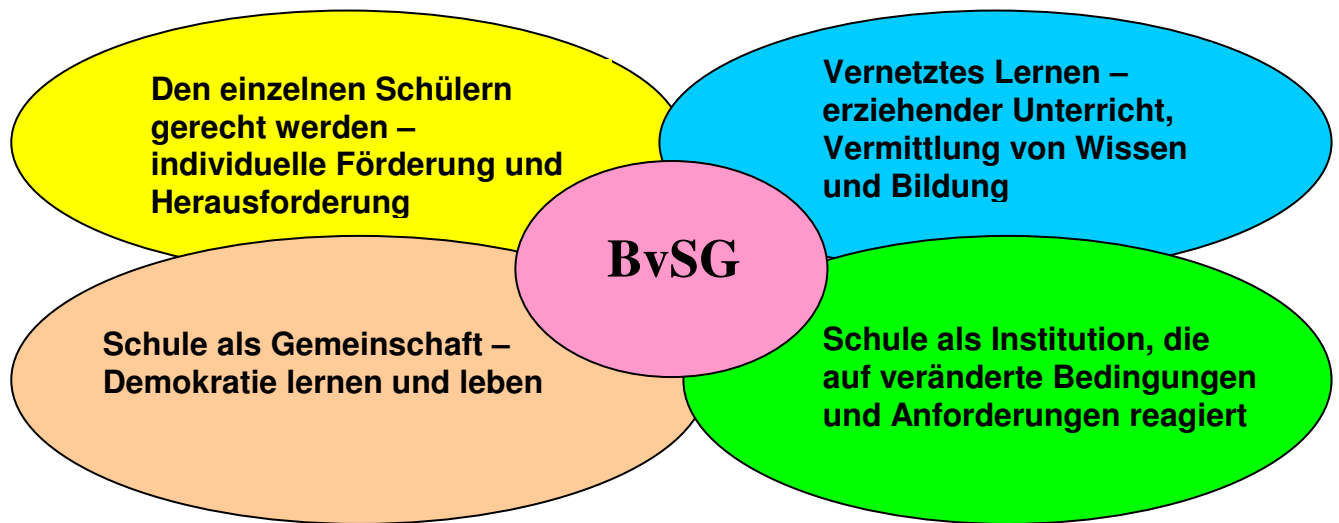 Den einzelnen Schülern
gerecht werden –
individuelle Förderung und
Herausforderung
Vernetztes Lernen –
erziehender Unterricht,
Vermittlung von Wissen
und Bildung
BvSG
Schule als Gemeinschaft –
Demokratie lernen und leben
Schule als Institution, die
auf veränderte Bedingungen
und Anforderungen reagiert